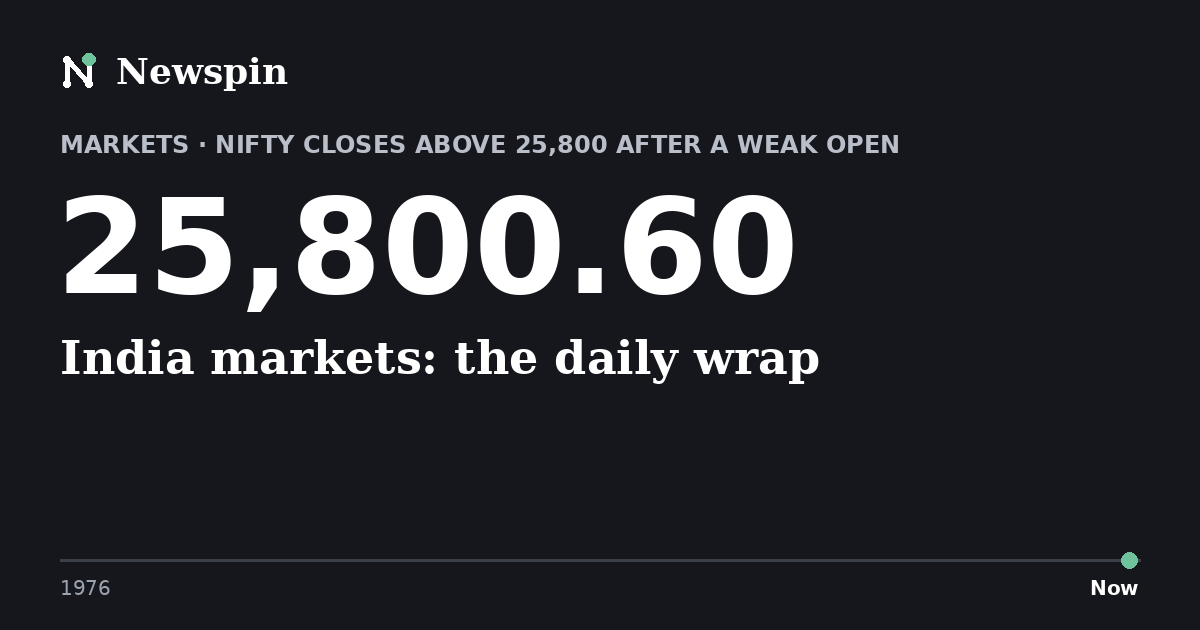 Newspin
MARKETS · NIFTY CLOSES ABOVE 25,800 AFTER A WEAK OPEN
25,800.60
India markets: the daily wrap
1976
Now